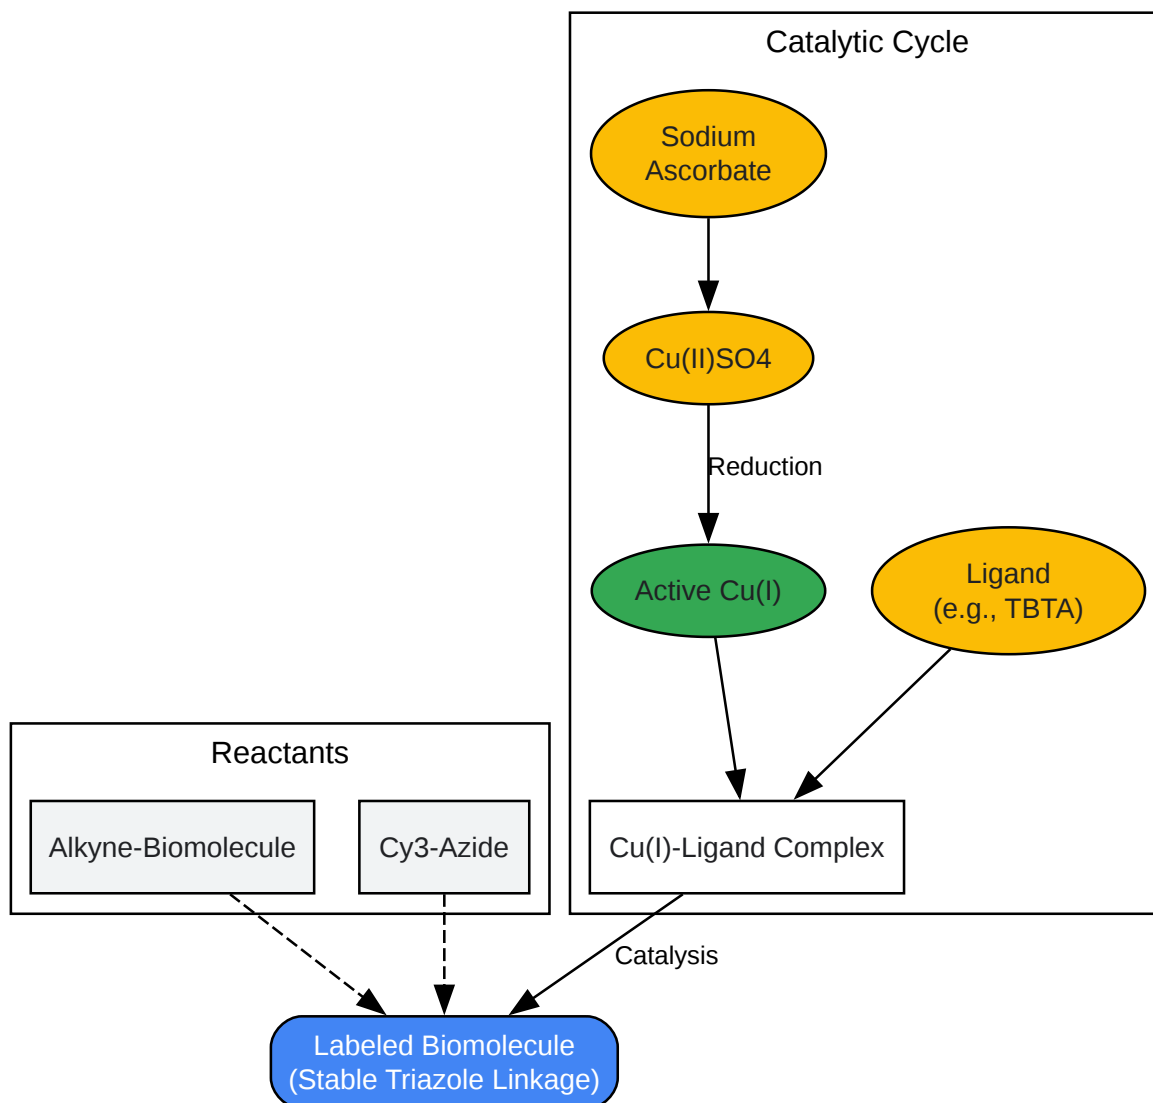 Catalytic Cycle
Sodium
Ascorbate
Cu(II)SO4
Reduction
Active Cu(I)
Ligand
(e.g., TBTA)
Reactants
Alkyne-Biomolecule
Cy3-Azide
Cu(I)-Ligand Complex
Catalysis
Labeled Biomolecule
(Stable Triazole Linkage)